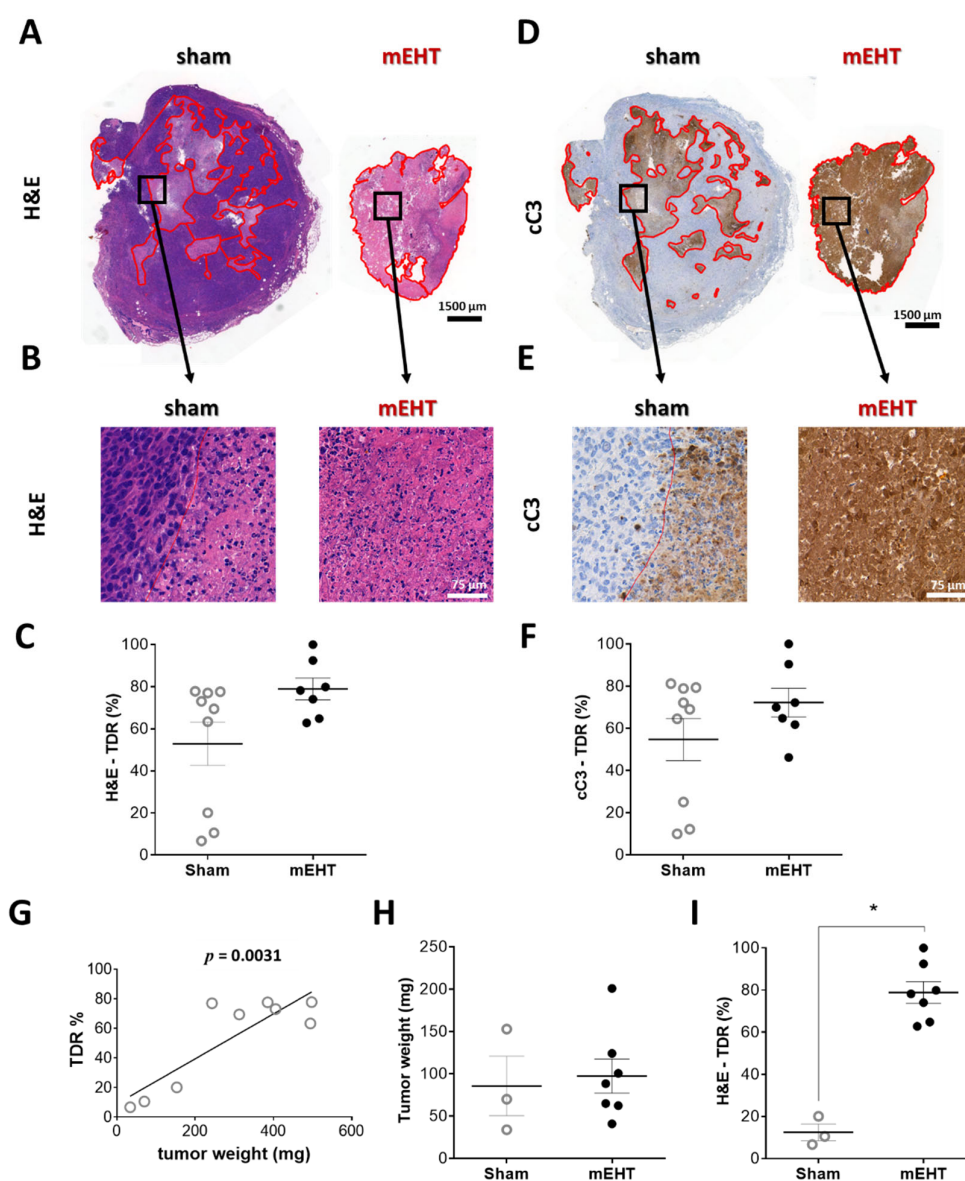 A
sham
mEHT
H&E
1500 µm
D
sham
mEHT
cC3
1500 µm
B
sham
mEHT
H&E
75 µm
E
sham
mEHT
cC3
75 µm
C
H&E - TDR (%)
100
80
60
40
20
0
Sham
mEHT
F
cC3 - TDR (%)
100
80
60
40
20
0
Sham
mEHT
G
p = 0.0031
TDR %
100
80
60
40
20
0
0
200
400
600
tumor weight (mg)
H
Tumor weight (mg)
250
200
150
100
50
0
Sham
mEHT
I
*
H&E - TDR (%)
100
80
60
40
20
0
Sham
mEHT